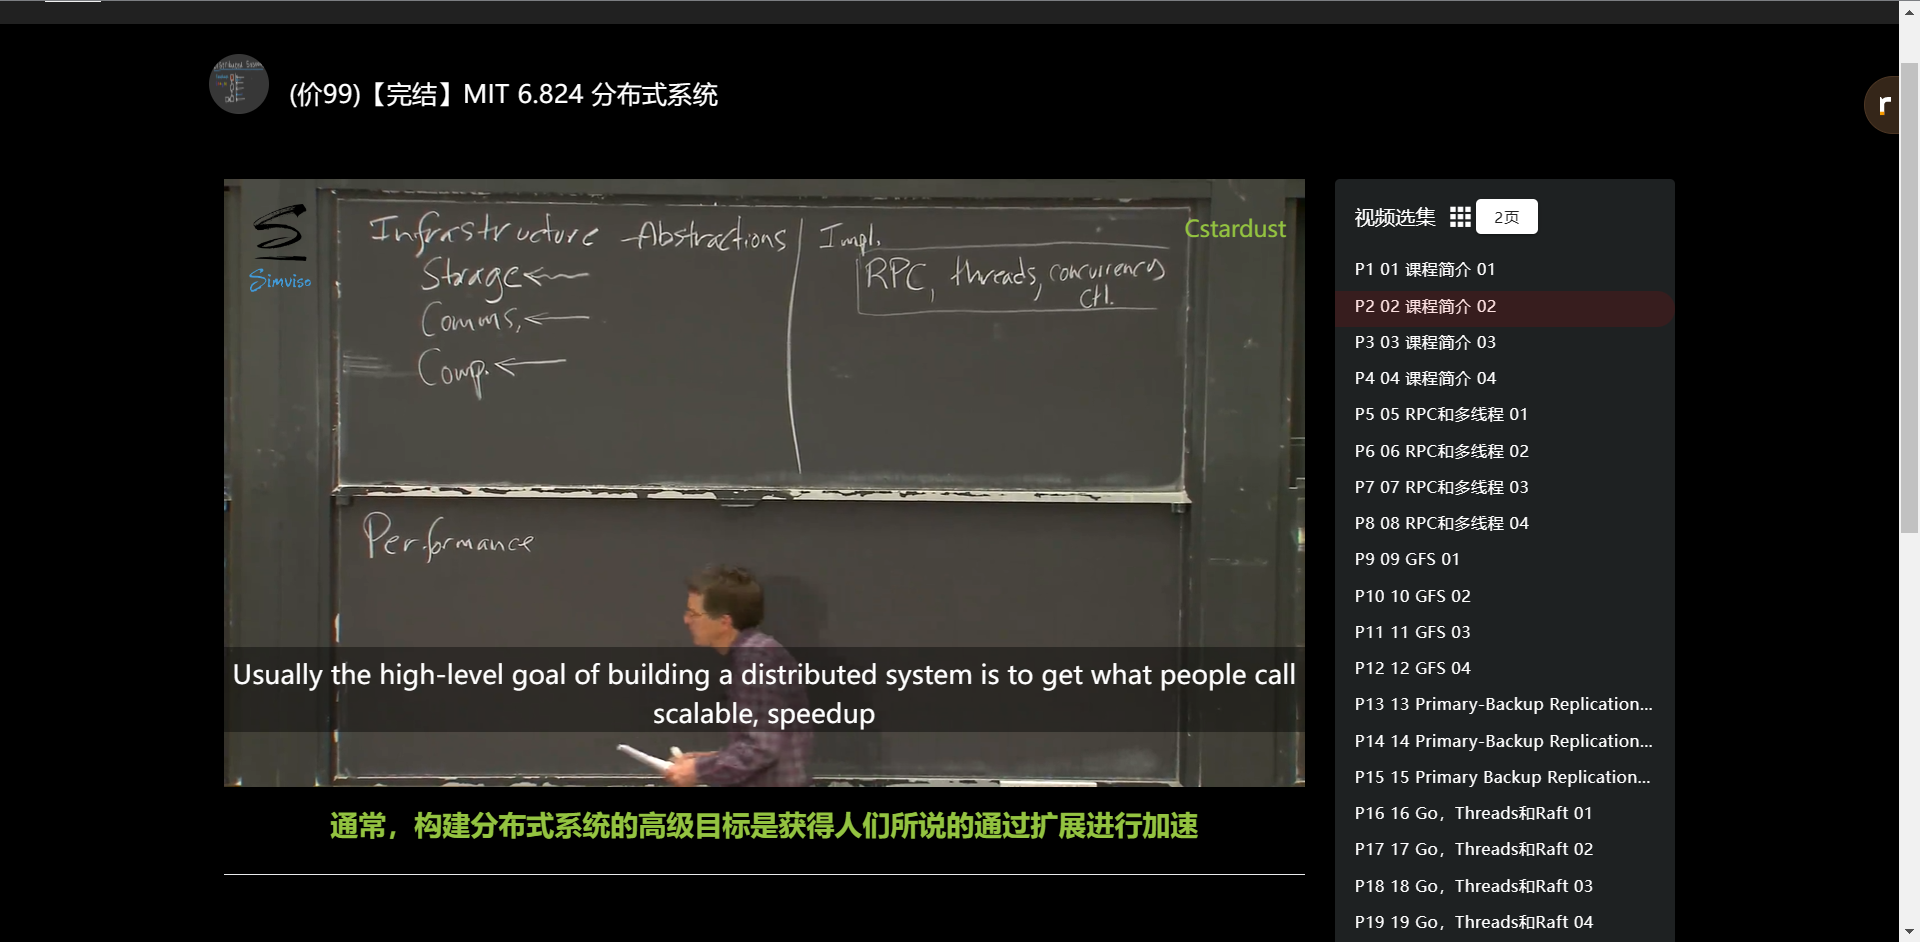 (价99)【完结】MIT 6.824 分布式系统
r
Simviso
Cstardust
Infrastructure - Abstractions
Storage
Comms.
Comp.
Impl.
RPC, threads, concurrency
ctl.
Performance
Usually the high-level goal of building a distributed system is to get what people call
scalable, speedup
通常，构建分布式系统的高级目标是获得人们所说的通过扩展进行加速
视频选集 2页
P1 01 课程简介 01
P2 02 课程简介 02
P3 03 课程简介 03
P4 04 课程简介 04
P5 05 RPC和多线程 01
P6 06 RPC和多线程 02
P7 07 RPC和多线程 03
P8 08 RPC和多线程 04
P9 09 GFS 01
P10 10 GFS 02
P11 11 GFS 03
P12 12 GFS 04
P13 13 Primary-Backup Replication...
P14 14 Primary-Backup Replication...
P15 15 Primary Backup Replication...
P16 16 Go，Threads和Raft 01
P17 17 Go，Threads和Raft 02
P18 18 Go，Threads和Raft 03
P19 19 Go，Threads和Raft 04